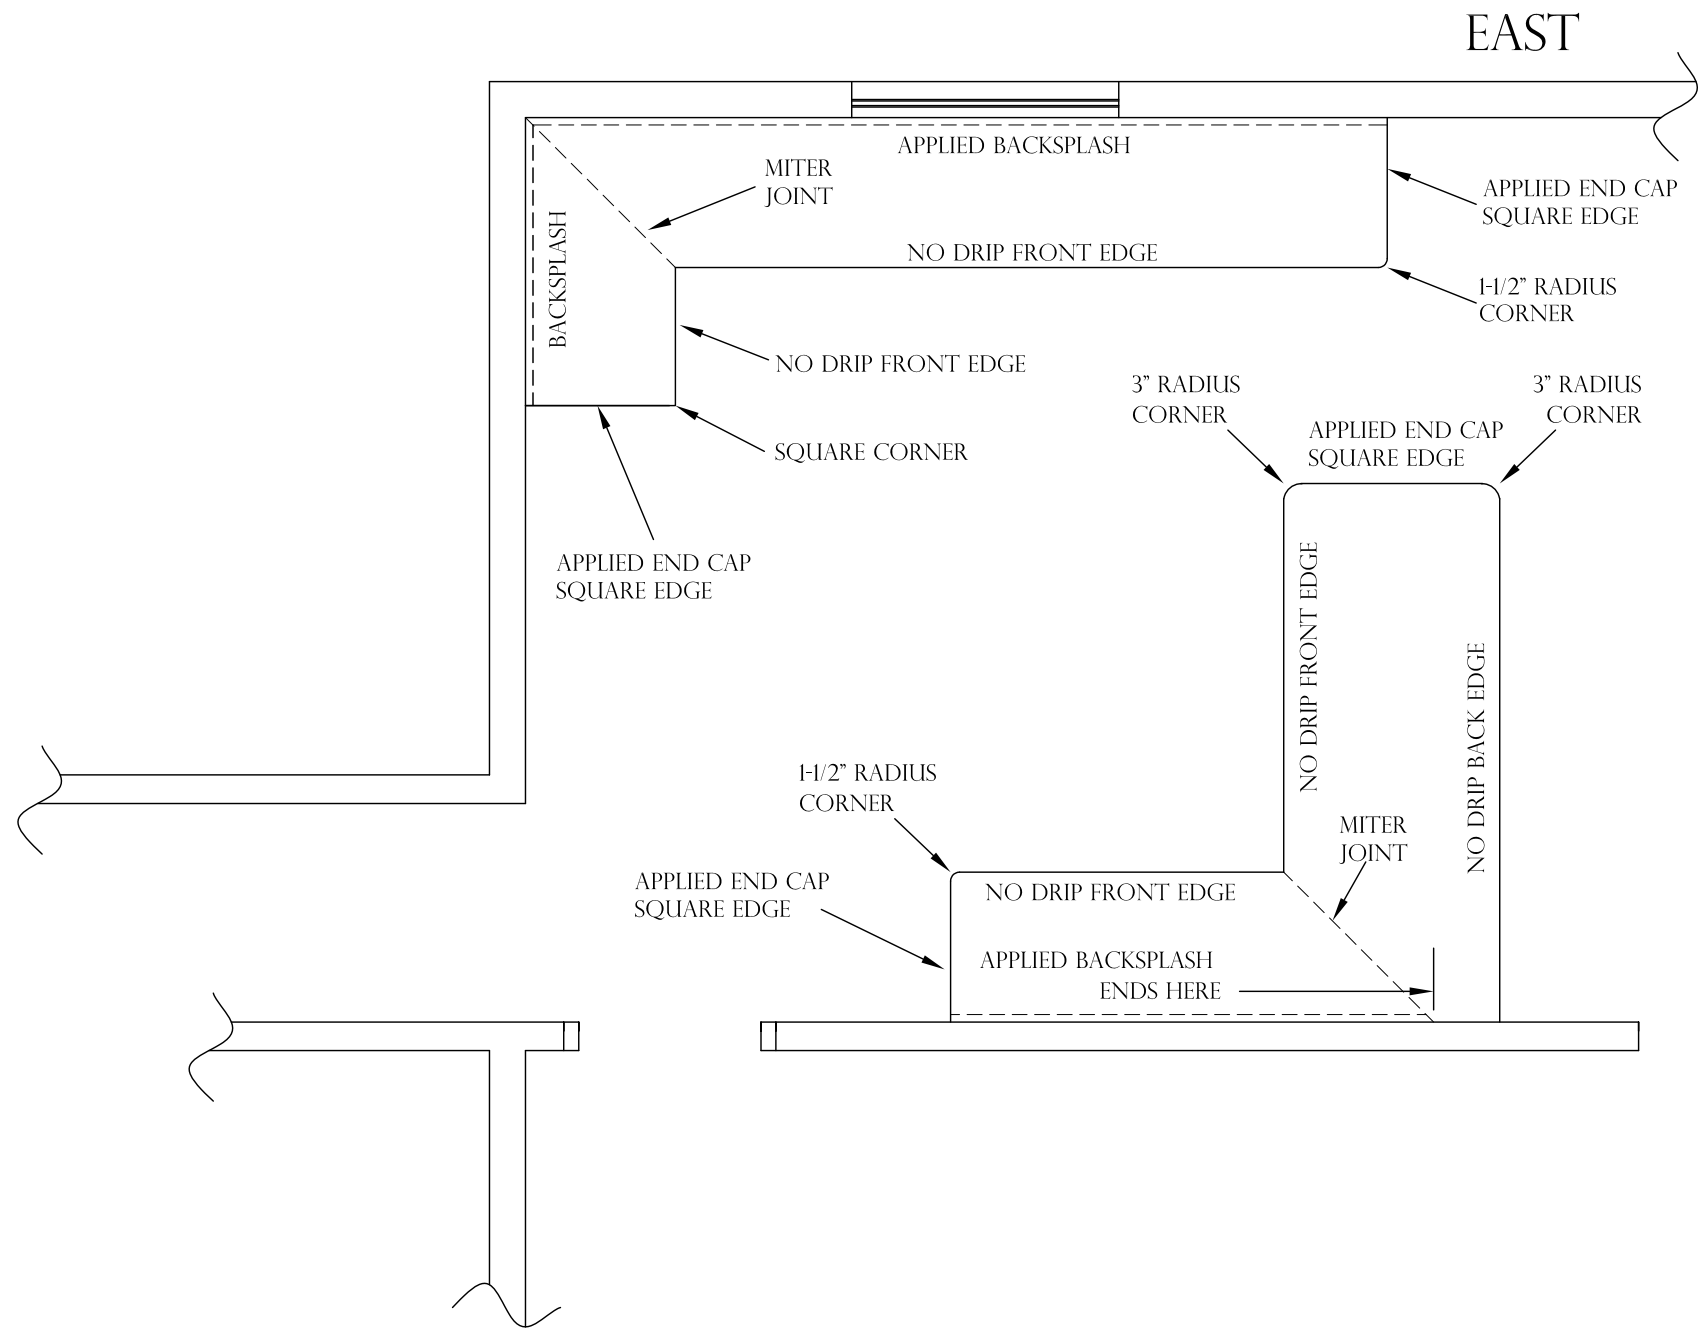 EAST
APPLIED BACKSPLASH
MITER
JOINT
APPLIED END CAP
SQUARE EDGE
BACKSPLASH
NO DRIP FRONT EDGE
1-1/2" RADIUS
CORNER
NO DRIP FRONT EDGE
3" RADIUS
CORNER
3" RADIUS
CORNER
APPLIED END CAP
SQUARE EDGE
SQUARE CORNER
APPLIED END CAP
SQUARE EDGE
NO DRIP FRONT EDGE
NO DRIP BACK EDGE
1-1/2" RADIUS
CORNER
MITER
JOINT
APPLIED END CAP
SQUARE EDGE
NO DRIP FRONT EDGE
APPLIED BACKSPLASH
ENDS HERE